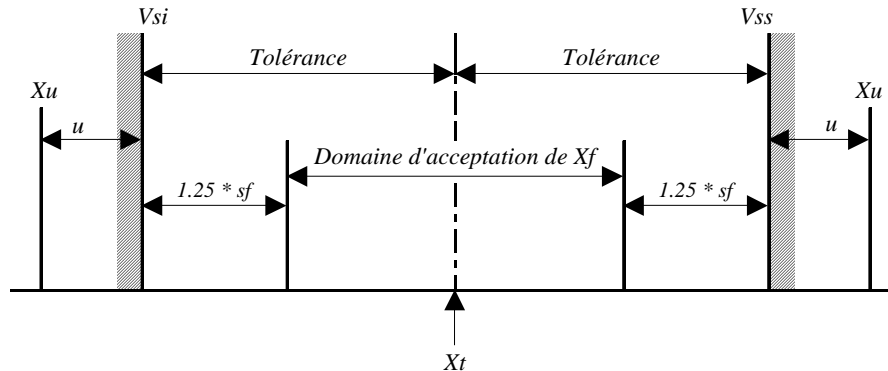 Vsi
Vss
Tolérance
Tolérance
Xu
Xu
u
u
Domaine d'acceptation de Xf
1.25 * sf
1.25 * sf
Xt